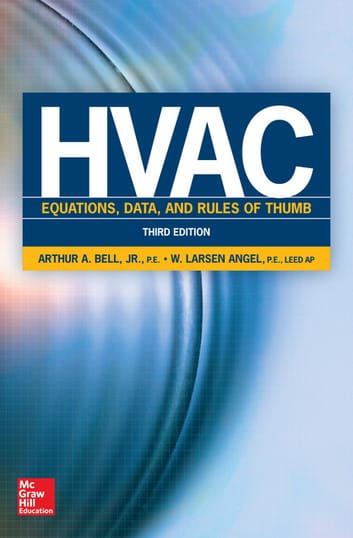 HVAC
EQUATIONS, DATA, AND RULES OF THUMB
THIRD EDITION
ARTHUR A. BELL, JR., P.E. • W. LARSEN ANGEL, P.E., LEED AP
Mc
Graw
Hill
Education